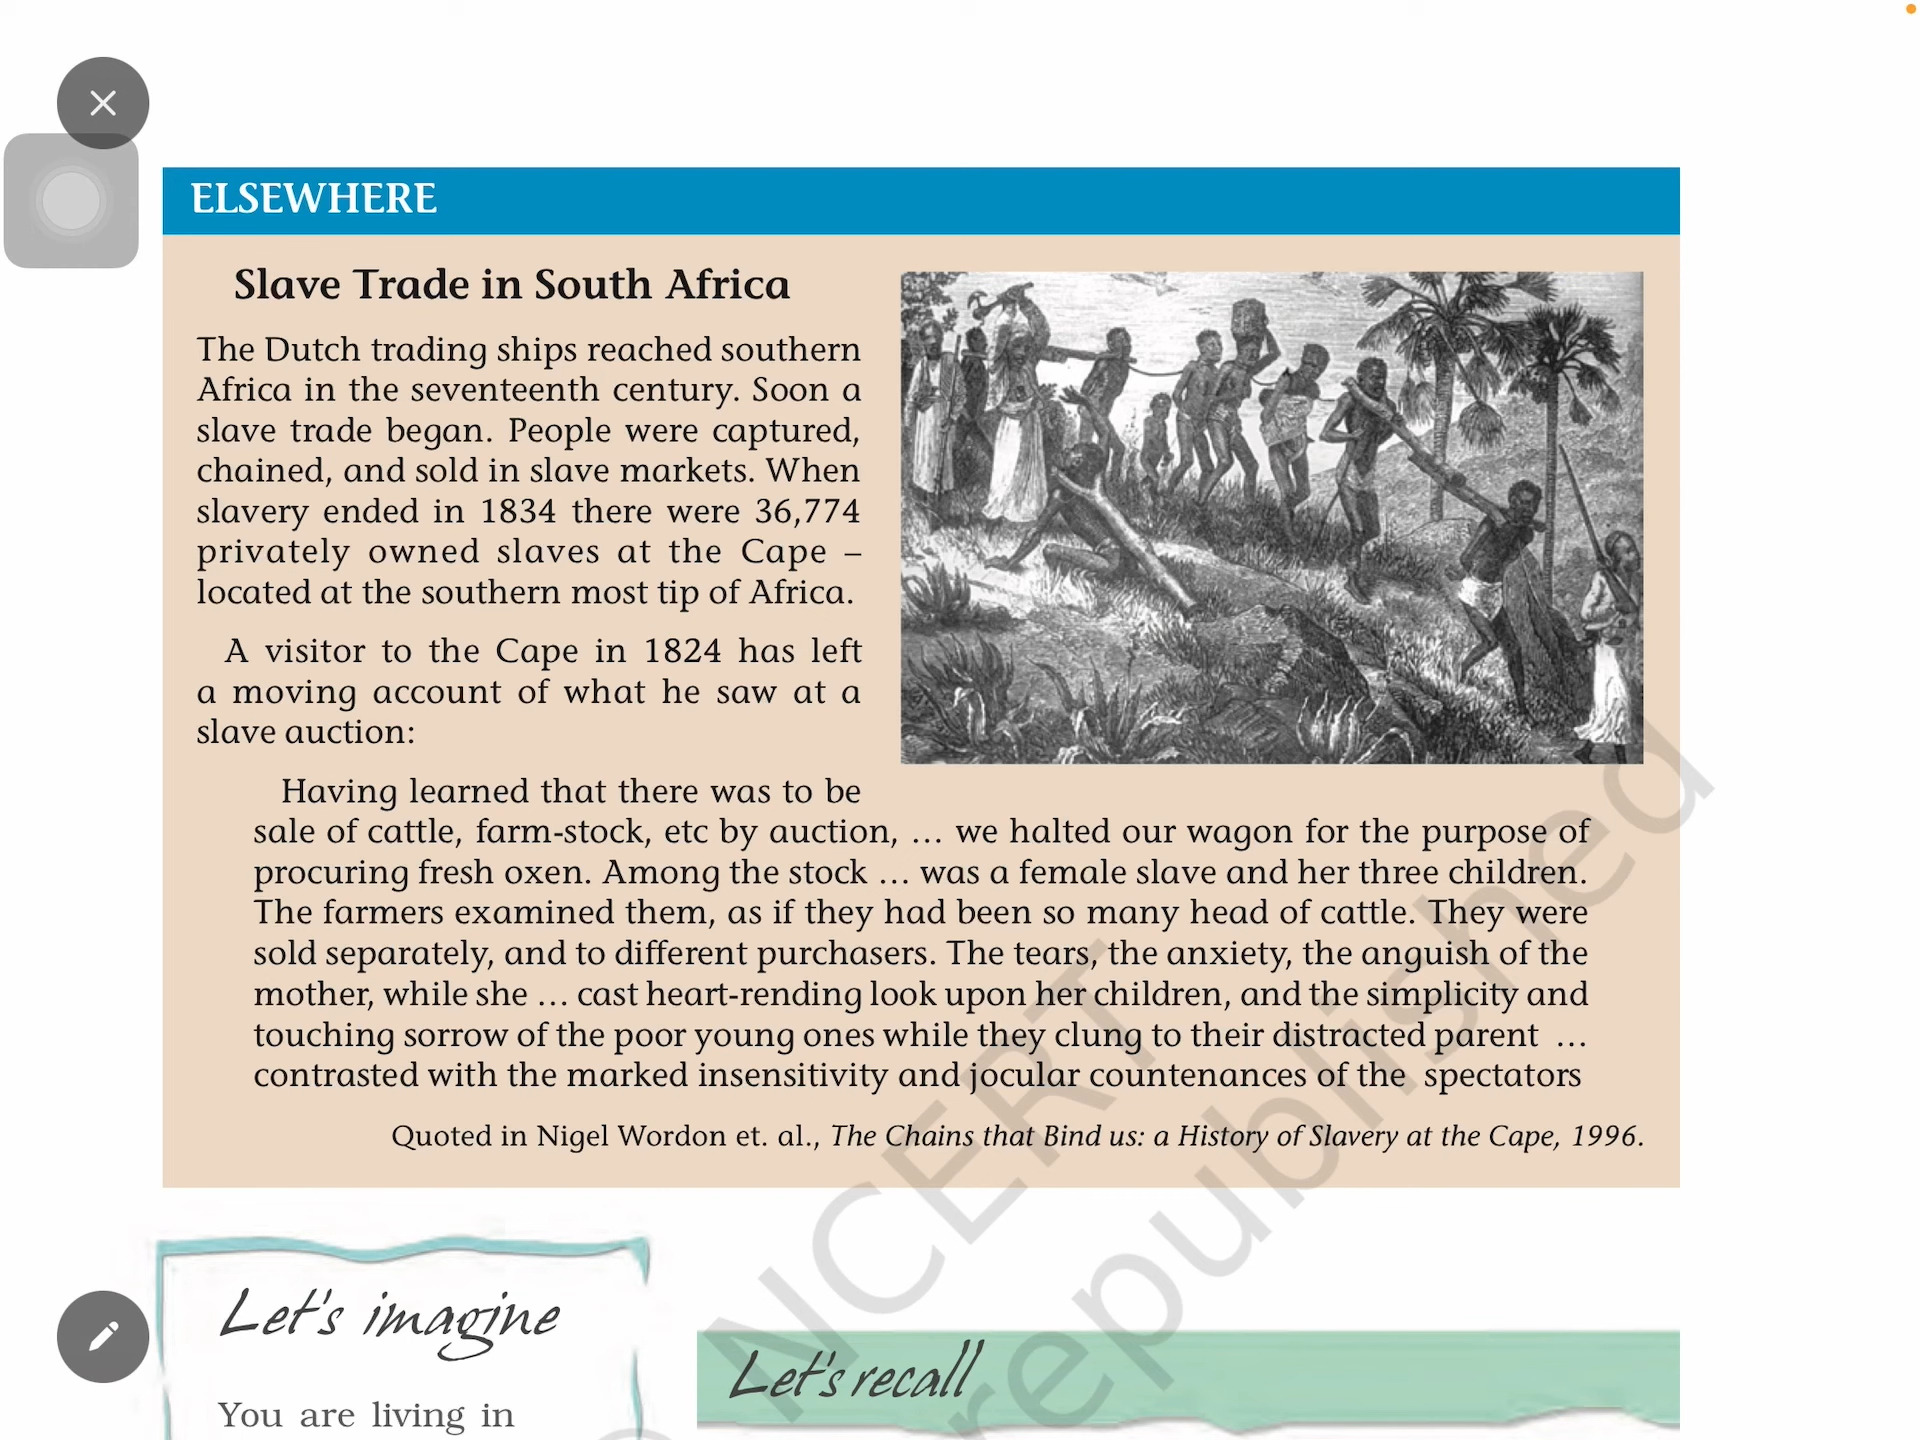 ELSEWHERE
Slave Trade in South Africa
The Dutch trading ships reached southern
Africa in the seventeenth century. Soon a
slave trade began. People were captured,
chained, and sold in slave markets. When
slavery ended in 1834 there were 36,774
privately owned slaves at the Cape –
located at the southern most tip of Africa.
A visitor to the Cape in 1824 has left
a moving account of what he saw at a
slave auction:
Having learned that there was to be
sale of cattle, farm-stock, etc by auction, ... we halted our wagon for the purpose of
procuring fresh oxen. Among the stock ... was a female slave and her three children.
The farmers examined them, as if they had been so many head of cattle. They were
sold separately, and to different purchasers. The tears, the anxiety, the anguish of the
mother, while she ... cast heart-rending look upon her children, and the simplicity and
touching sorrow of the poor young ones while they clung to their distracted parent ...
contrasted with the marked insensitivity and jocular countenances of the spectators
Quoted in Nigel Wordon et. al., The Chains that Bind us: a History of Slavery at the Cape, 1996.
NCERT
republished
Let's imagine
You are living in
Let's recall